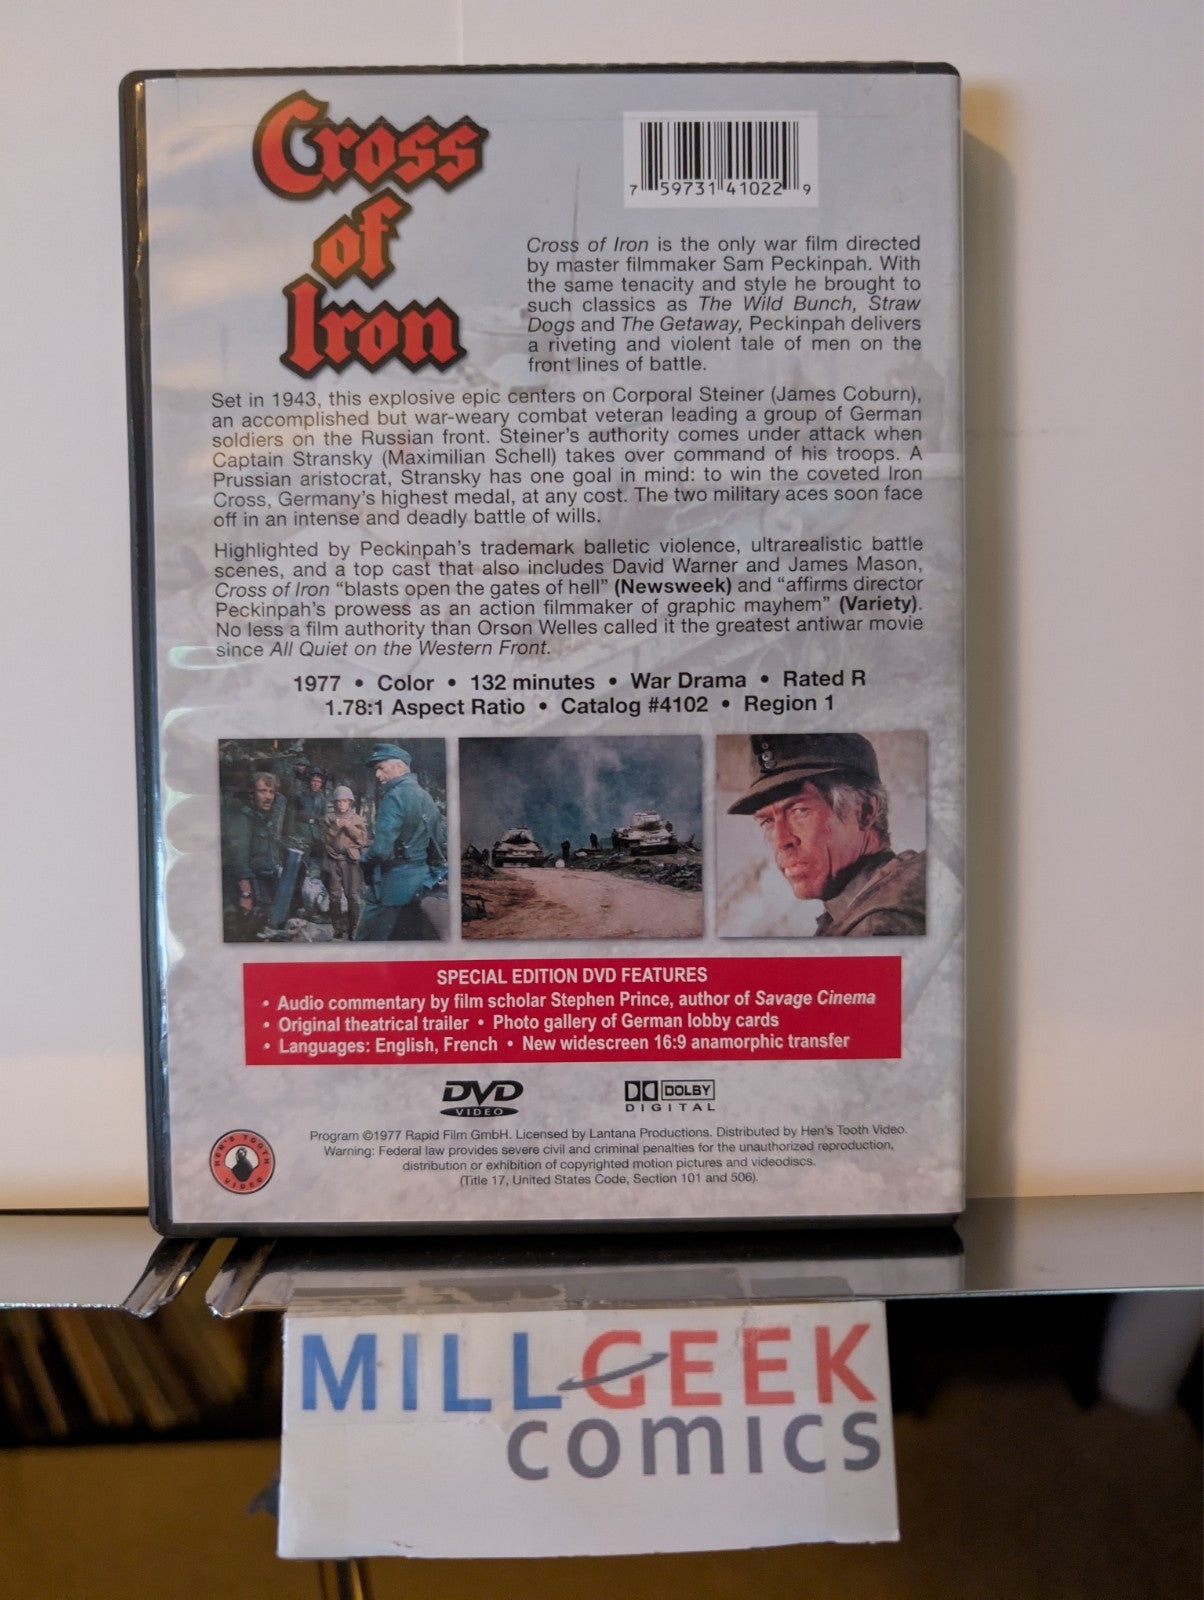 Cross
of
Iron
7 59731 41022 9
Cross of Iron is the only war film directed
by master filmmaker Sam Peckinpah. With
the same tenacity and style he brought to
such classics as The Wild Bunch, Straw
Dogs and The Getaway, Peckinpah delivers
a riveting and violent tale of men on the
front lines of battle.
Set in 1943, this explosive epic centers on Corporal Steiner (James Coburn),
an accomplished but war-weary combat veteran leading a group of German
soldiers on the Russian front. Steiner's authority comes under attack when
Captain Stransky (Maximilian Schell) takes over command of his troops. A
Prussian aristocrat, Stransky has one goal in mind: to win the coveted Iron
Cross, Germany's highest medal, at any cost. The two military aces soon face
off in an intense and deadly battle of wills.
Highlighted by Peckinpah's trademark balletic violence, ultrarealistic battle
scenes, and a top cast that also includes David Warner and James Mason,
Cross of Iron “blasts open the gates of hell” (Newsweek) and “affirms director
Peckinpah's prowess as an action filmmaker of graphic mayhem” (Variety).
No less a film authority than Orson Welles called it the greatest antiwar movie
since All Quiet on the Western Front.
1977 • Color • 132 minutes • War Drama • Rated R
1.78:1 Aspect Ratio • Catalog #4102 • Region 1
SPECIAL EDITION DVD FEATURES
• Audio commentary by film scholar Stephen Prince, author of Savage Cinema
• Original theatrical trailer • Photo gallery of German lobby cards
• Languages: English, French • New widescreen 16:9 anamorphic transfer
DVD
VIDEO
DOLBY
DIGITAL
HEN'S TOOTH
VIDEO
Program ©1977 Rapid Film GmbH. Licensed by Lantana Productions. Distributed by Hen's Tooth Video.
Warning: Federal law provides severe civil and criminal penalties for the unauthorized reproduction,
distribution or exhibition of copyrighted motion pictures and videodiscs.
(Title 17, United States Code, Section 101 and 506).
MILL GEEK
comics